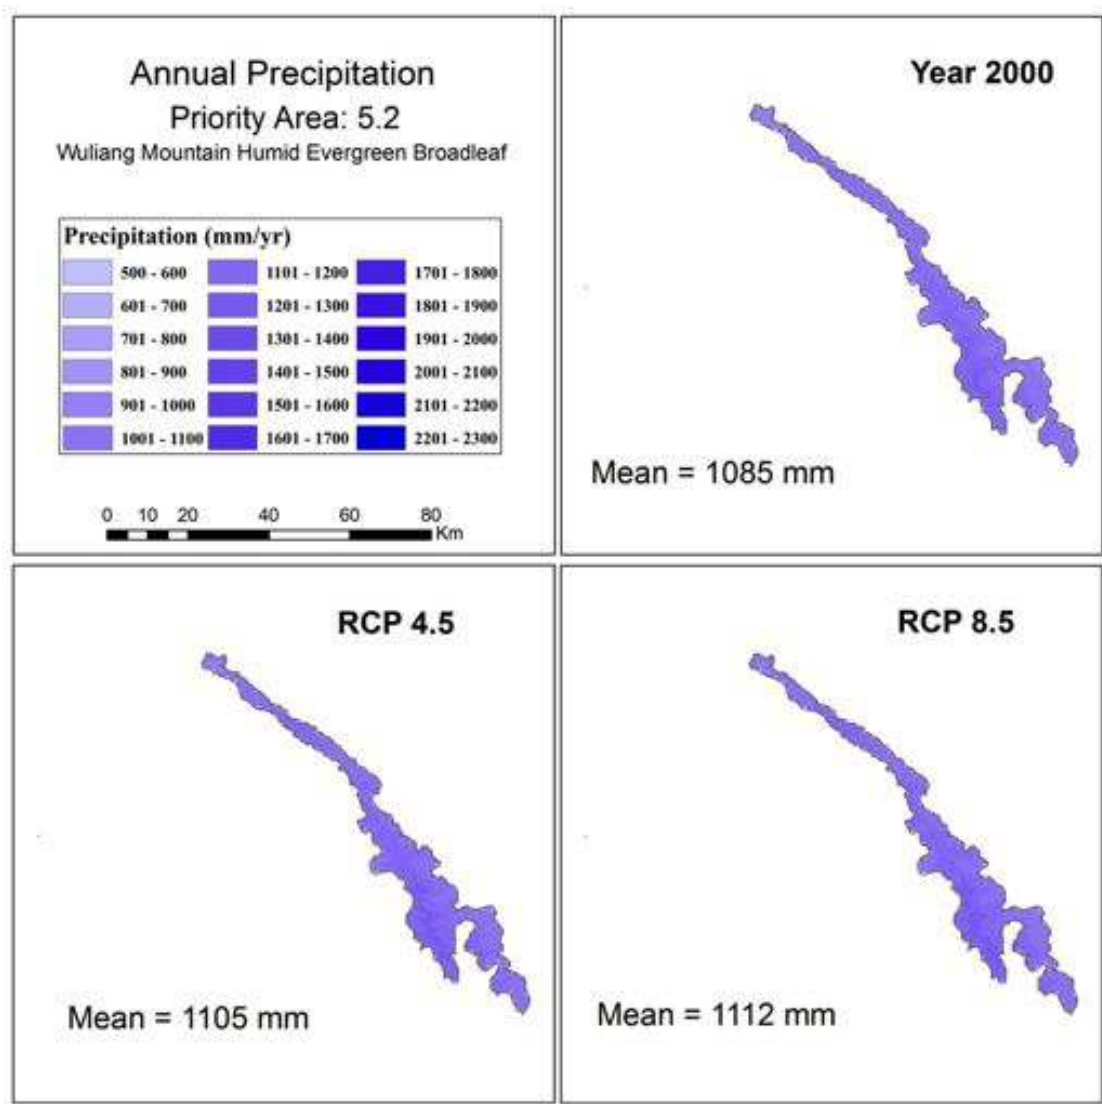 Annual Precipitation
Priority Area: 5.2
Wuliang Mountain Humid Evergreen Broadleaf
Precipitation (mm/yr)
500 - 600
601 - 700
701 - 800
801 - 900
901 - 1000
1001 - 1100
1101 - 1200
1201 - 1300
1301 - 1400
1401 - 1500
1501 - 1600
1601 - 1700
1701 - 1800
1801 - 1900
1901 - 2000
2001 - 2100
2101 - 2200
2201 - 2300
0 10 20 40 60 80
Km
Year 2000
Mean = 1085 mm
RCP 4.5
Mean = 1105 mm
RCP 8.5
Mean = 1112 mm